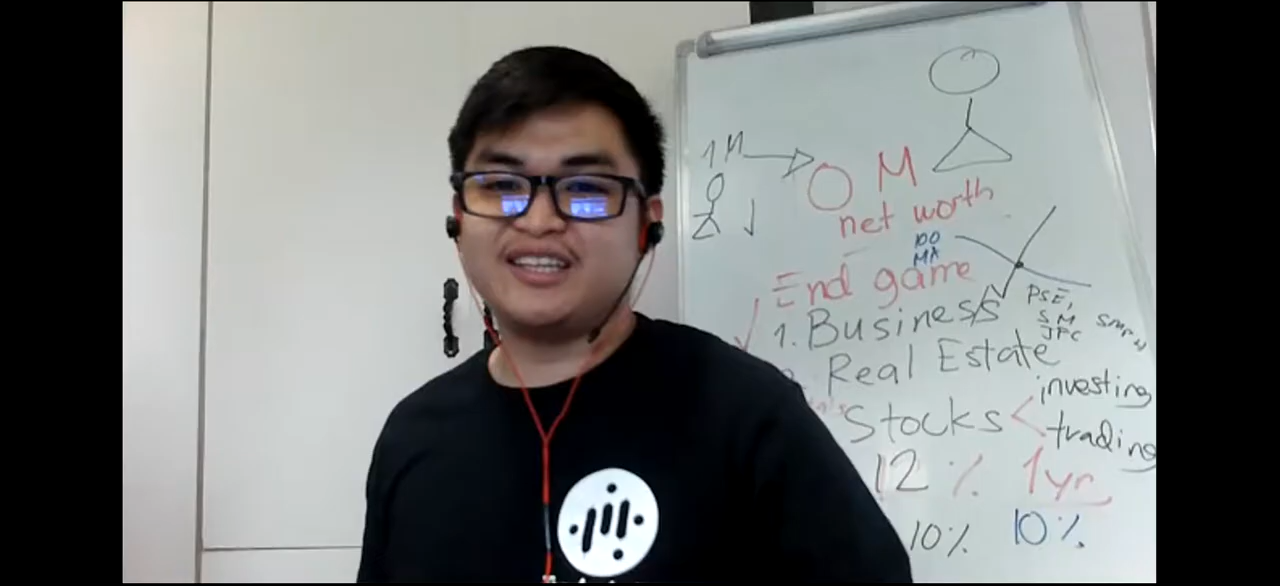 1M
O M
net worth
100
MA
End game
1. Business
PSE,
SM
JFC
Real Estate
Stocks
investing
trading
12 % 1yr
10% 10%